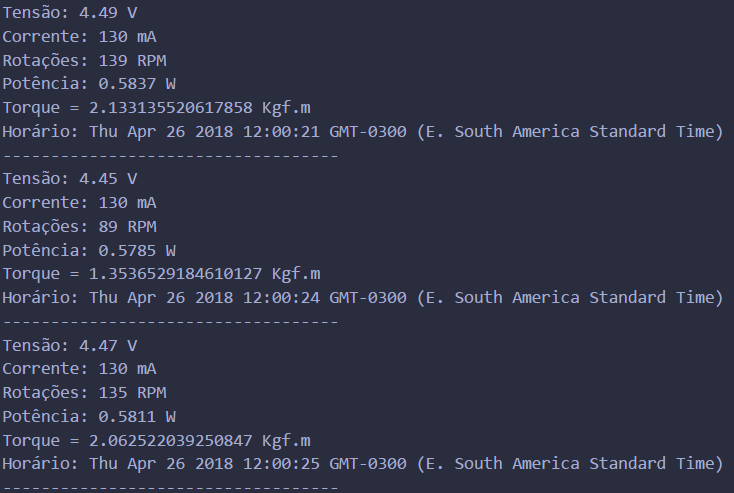 Tensão: 4.49 V
Corrente: 130 mA
Rotações: 139 RPM
Potência: 0.5837 W
Torque = 2.133135520617858 Kgf.m
Horário: Thu Apr 26 2018 12:00:21 GMT-0300 (E. South America Standard Time)
-----------------------------------
Tensão: 4.45 V
Corrente: 130 mA
Rotações: 89 RPM
Potência: 0.5785 W
Torque = 1.3536529184610127 Kgf.m
Horário: Thu Apr 26 2018 12:00:24 GMT-0300 (E. South America Standard Time)
-----------------------------------
Tensão: 4.47 V
Corrente: 130 mA
Rotações: 135 RPM
Potência: 0.5811 W
Torque = 2.062522039250847 Kgf.m
Horário: Thu Apr 26 2018 12:00:25 GMT-0300 (E. South America Standard Time)
-----------------------------------